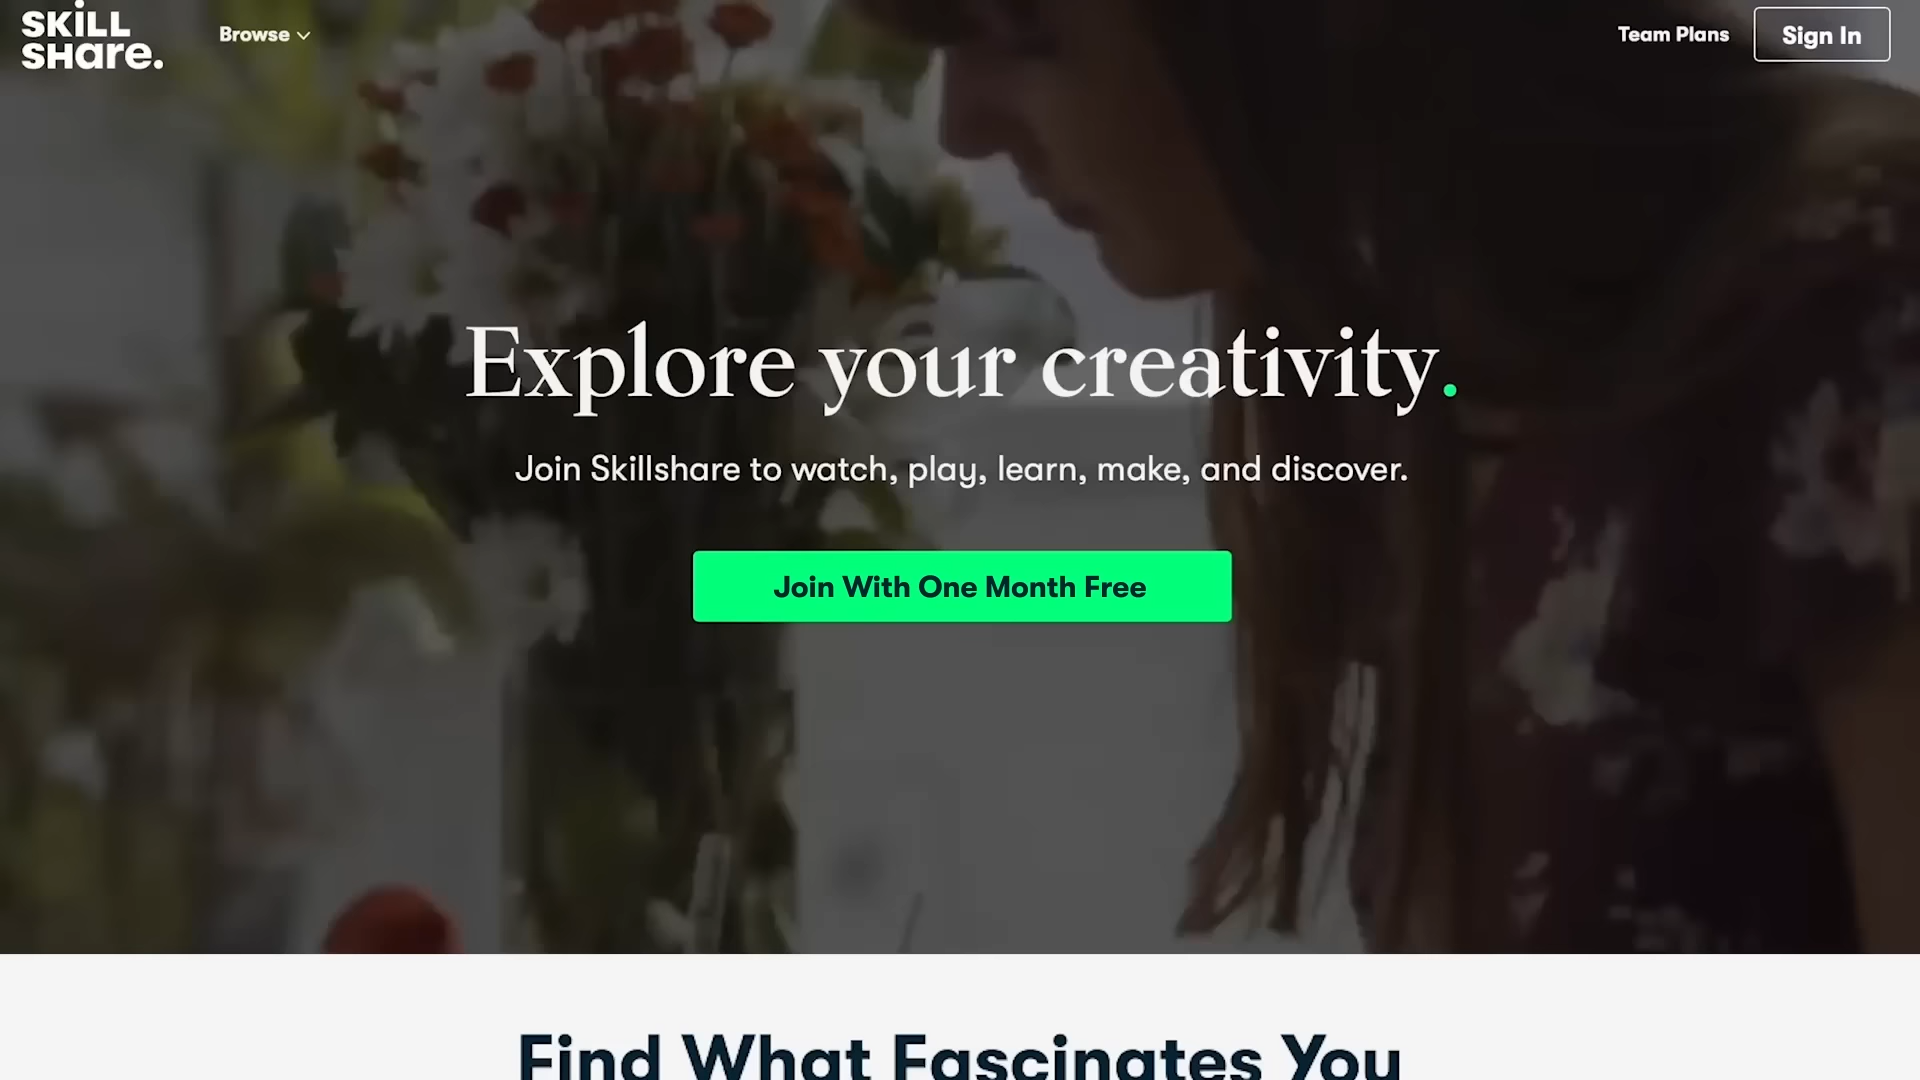 SKiLL
SHare.
Browse
Team Plans
Sign In
Explore your creativity.
Join Skillshare to watch, play, learn, make, and discover.
Join With One Month Free
Find What Fascinates You